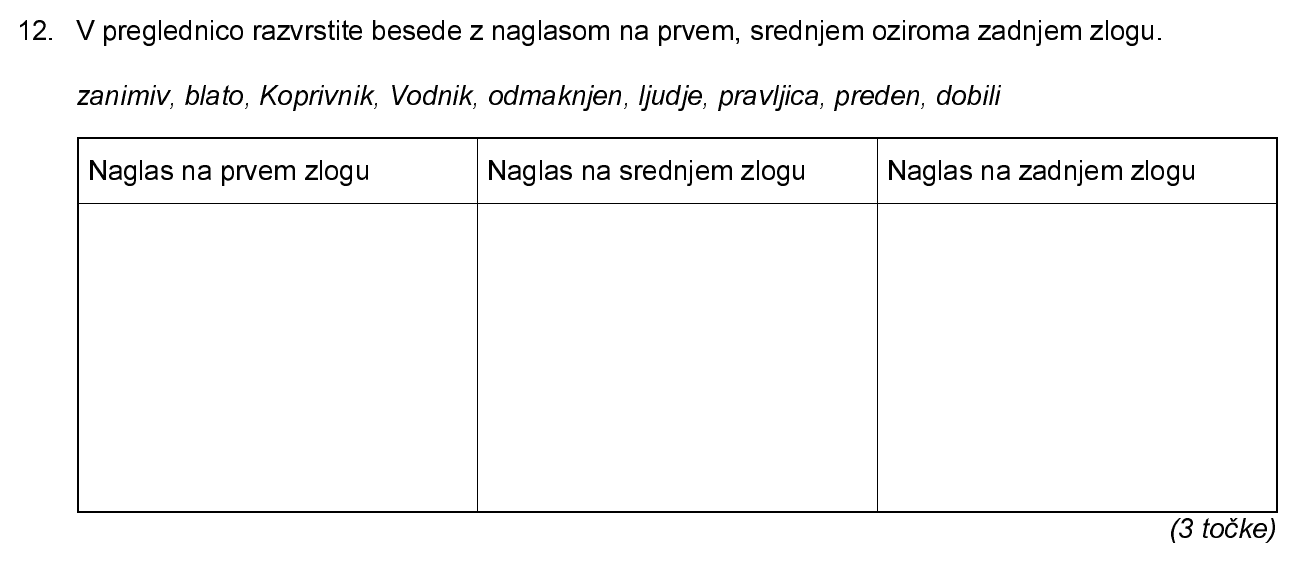 12. V preglednico razvrstite besede z naglasom na prvem, srednjem oziroma zadnjem zlogu.
zanimiv, blato, Koprivnik, Vodnik, odmaknjen, ljudje, pravljica, preden, dobili
Naglas na prvem zlogu Naglas na srednjem zlogu Naglas na zadnjem zlogu
(3 točke)